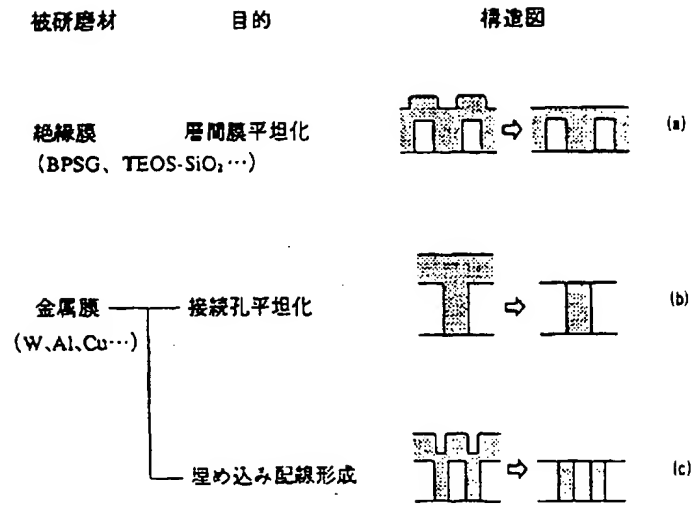 被研磨材 目的 構造図
(a)
絶縁膜 層間膜平坦化
(BPSG、TEOS-SiO₂…)
(b)
金属膜 接続孔平坦化
(W、Al、Cu…)
(c)
埋め込み配線形成